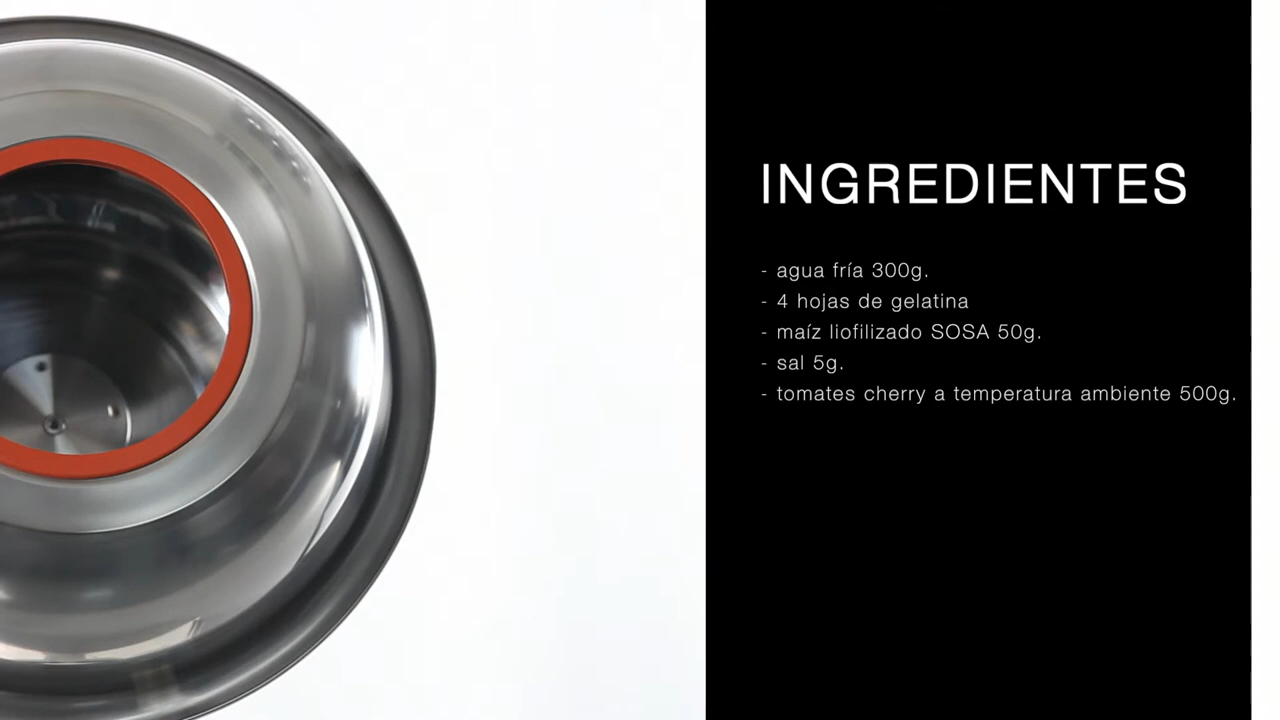 INGREDIENTES
- agua fría 300g.
- 4 hojas de gelatina
- maíz liofilizado SOSA 50g.
- sal 5g.
- tomates cherry a temperatura ambiente 500g.